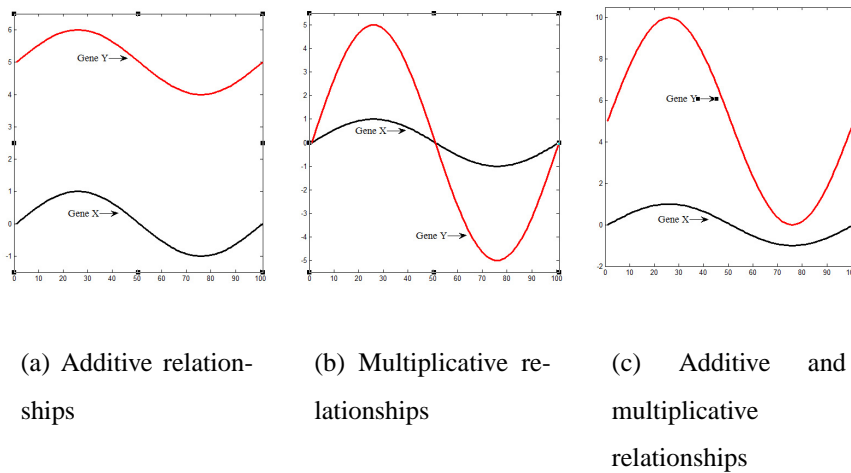 6
5
4
3
2
1
0
-1
0 10 20 30 40 50 60 70 80 90 100
Gene Y
Gene X
5
4
3
2
1
0
-1
-2
-3
-4
-5
0 10 20 30 40 50 60 70 80 90 100
Gene X
Gene Y
10
8
6
4
2
0
-2
0 10 20 30 40 50 60 70 80 90 100
Gene Y
Gene X
(a) Additive relation-
ships
(b) Multiplicative re-
lationships
(c) Additive and
multiplicative
relationships